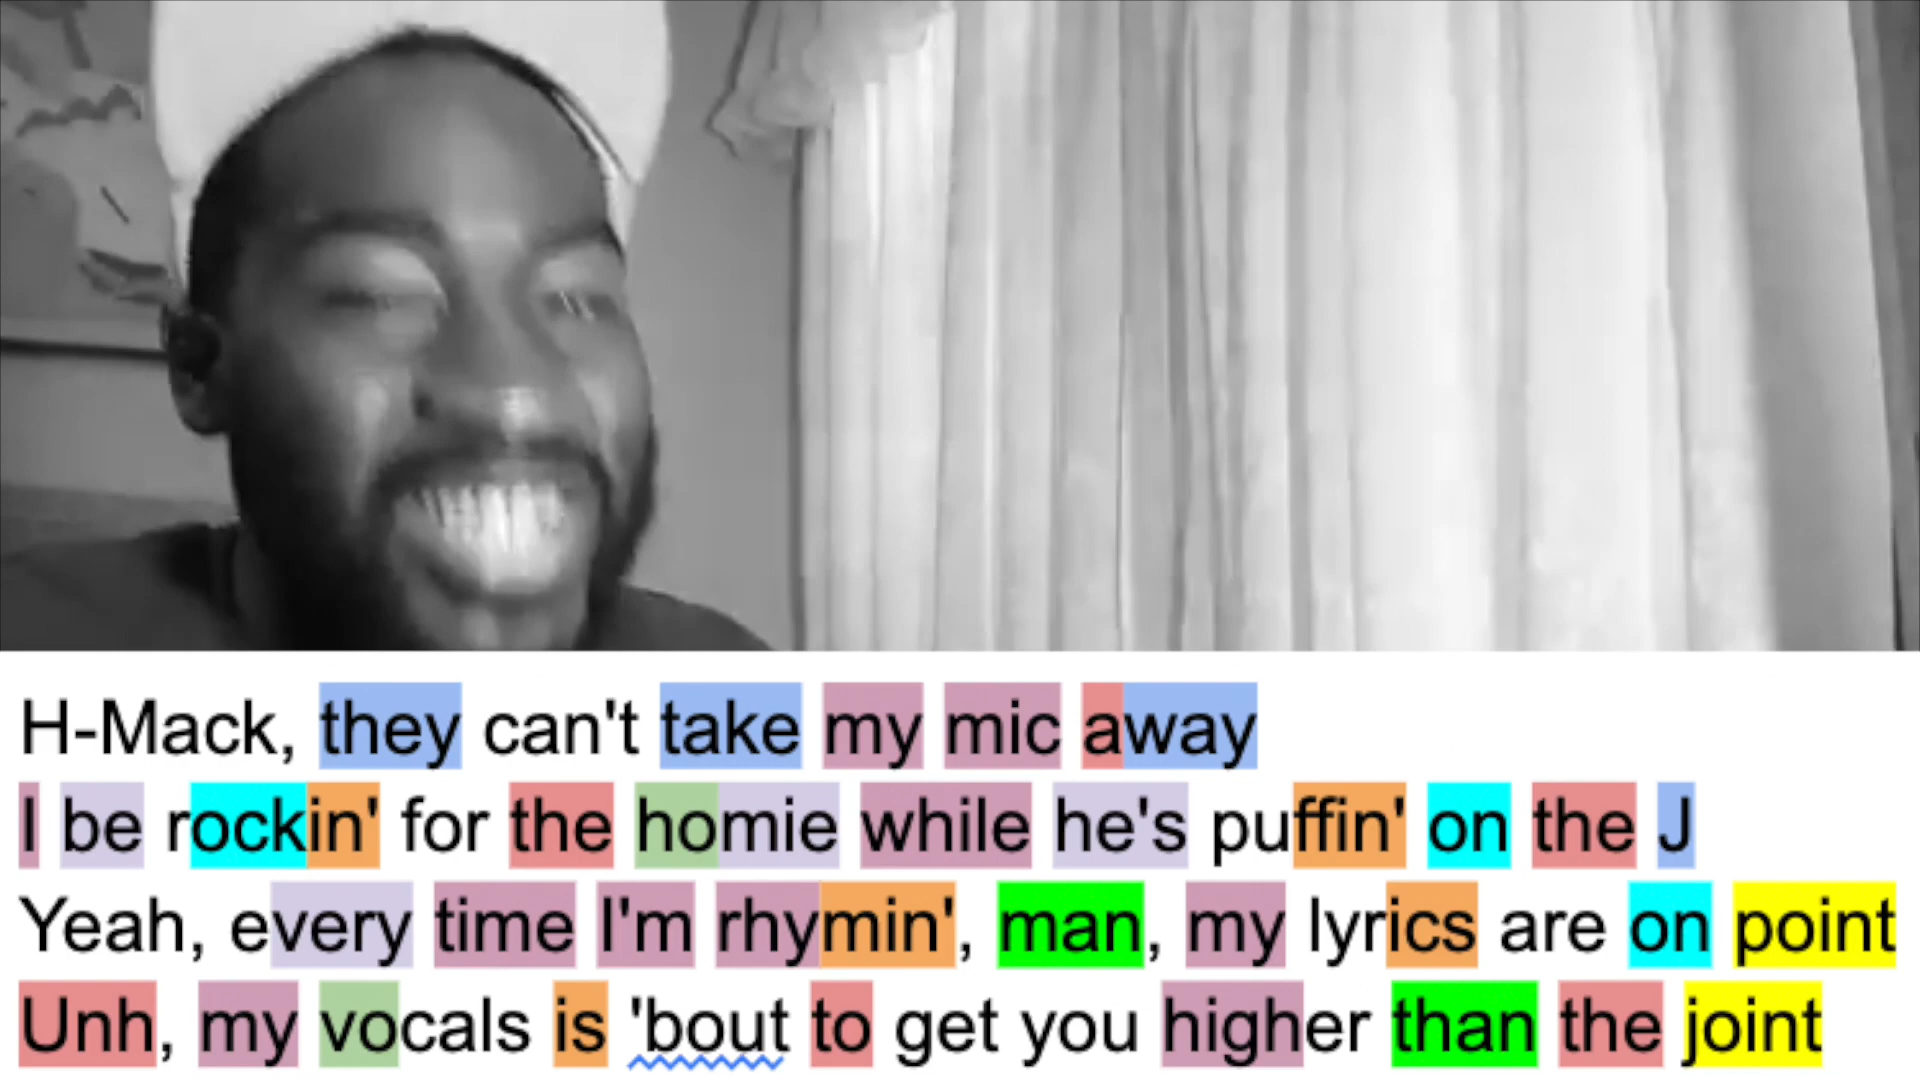 H-Mack, they can't take my mic away
I be rockin' for the homie while he's puffin' on the J
Yeah, every time I'm rhymin', man, my lyrics are on point
Unh, my vocals is 'bout to get you higher than the joint